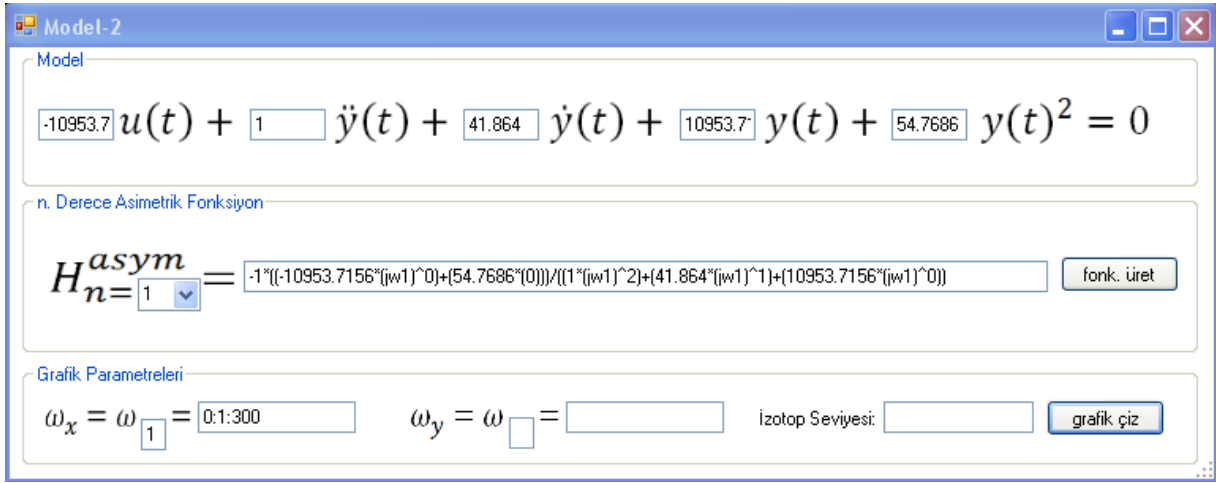 Model-2
Model
-10953.7 u(t) + 1 ÿ(t) + 41.864 ẏ(t) + 10953.7 y(t) + 54.7686 y(t)² = 0
n. Derece Asimetrik Fonksiyon
H asym n= 1 = -1*((-10953.7156*(jw1)^0)+(54.7686*(0)))/((1*(jw1)^2)+(41.864*(jw1)^1)+(10953.7156*(jw1)^0)) fonk. üret
Grafik Parametreleri
ωx = ω 1 = 0:1:300 ωy = ω = İzotop Seviyesi: grafik çiz